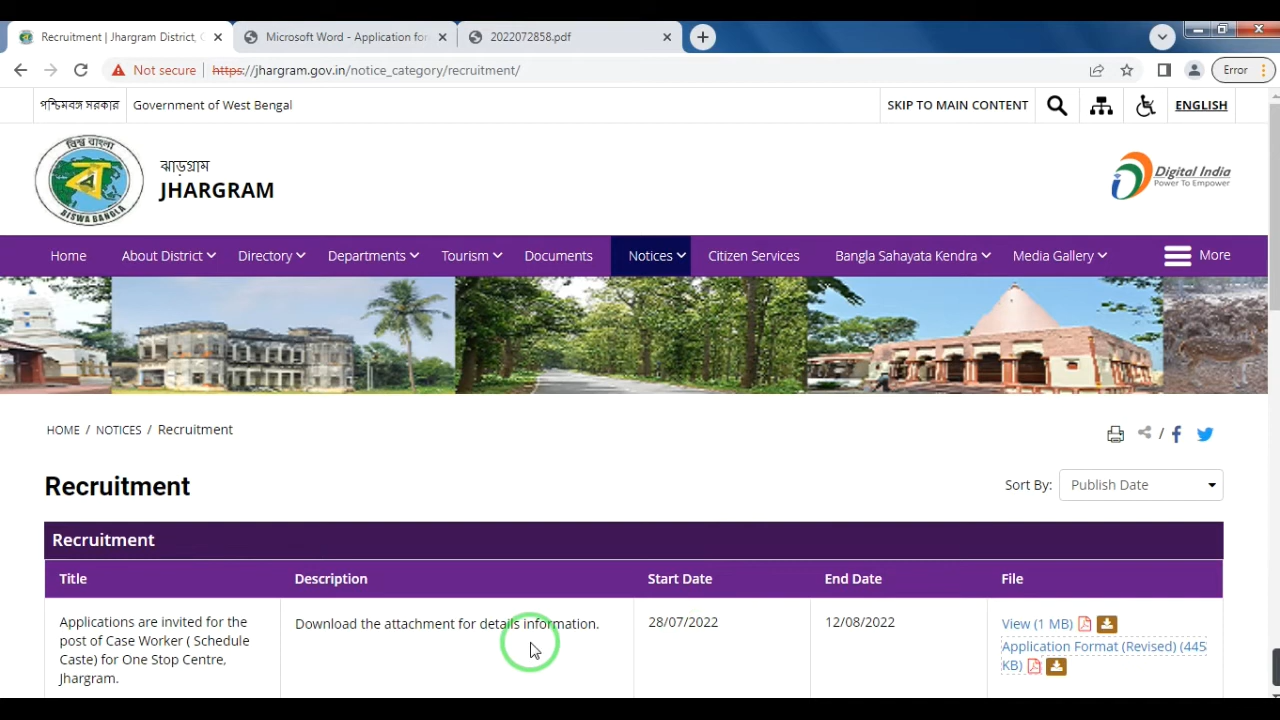 Recruitment | Jhargram District, G
Microsoft Word - Application for
2022072858.pdf
Not secure
https://jhargram.gov.in/notice_category/recruitment/
Error
পশ্চিমবঙ্গ সরকার
Government of West Bengal
SKIP TO MAIN CONTENT
ENGLISH
বিশ্ব বাংলা
ব
BISWA BANGLA
ঝাড়গ্রাম
JHARGRAM
Digital India
Power To Empower
Home
About District
Directory
Departments
Tourism
Documents
Notices
Citizen Services
Bangla Sahayata Kendra
Media Gallery
More
HOME / NOTICES / Recruitment
Recruitment
Sort By: Publish Date
Recruitment
Title
Description
Start Date
End Date
File
Applications are invited for the
post of Case Worker ( Schedule
Caste) for One Stop Centre,
Jhargram.
Download the attachment for details information.
28/07/2022
12/08/2022
View (1 MB)
Application Format (Revised) (445
KB)